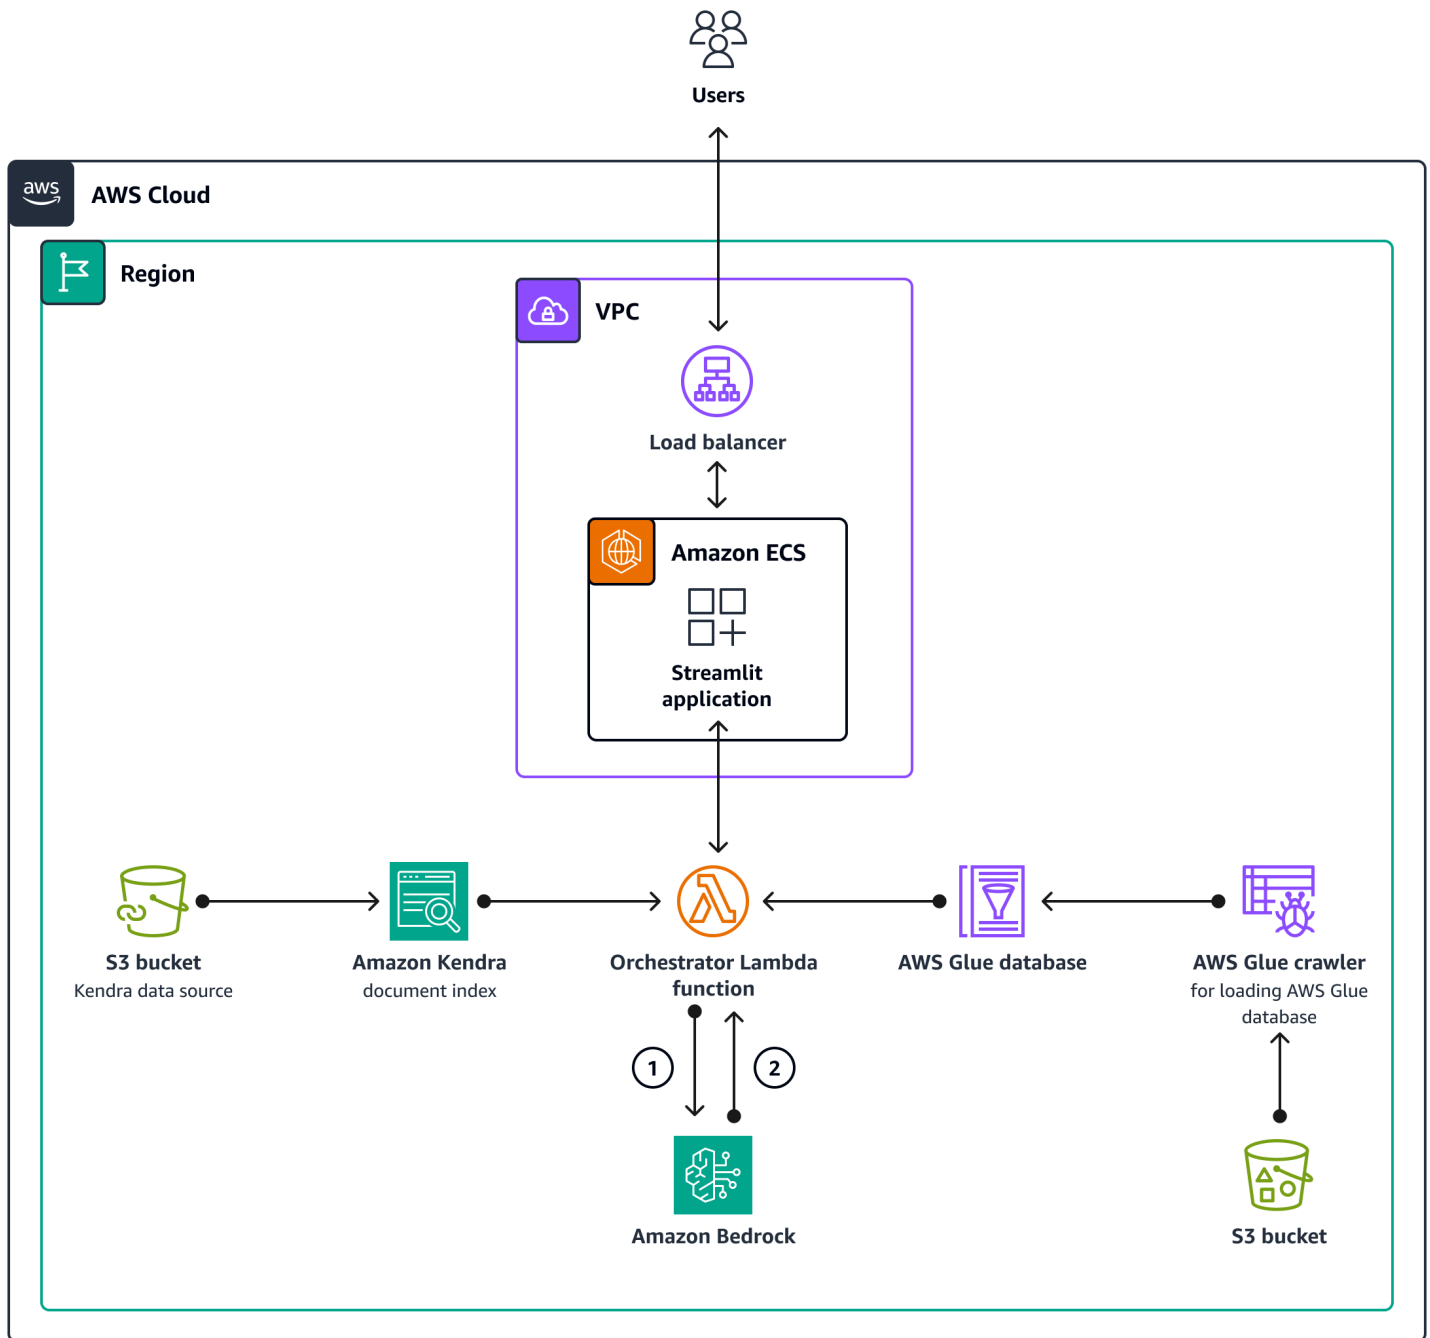 Users
aws
AWS Cloud
Region
VPC
Load balancer
Amazon ECS
Streamlit
application
S3 bucket
Kendra data source
Amazon Kendra
document index
Orchestrator Lambda
function
AWS Glue database
AWS Glue crawler
for loading AWS Glue
database
1
2
Amazon Bedrock
S3 bucket